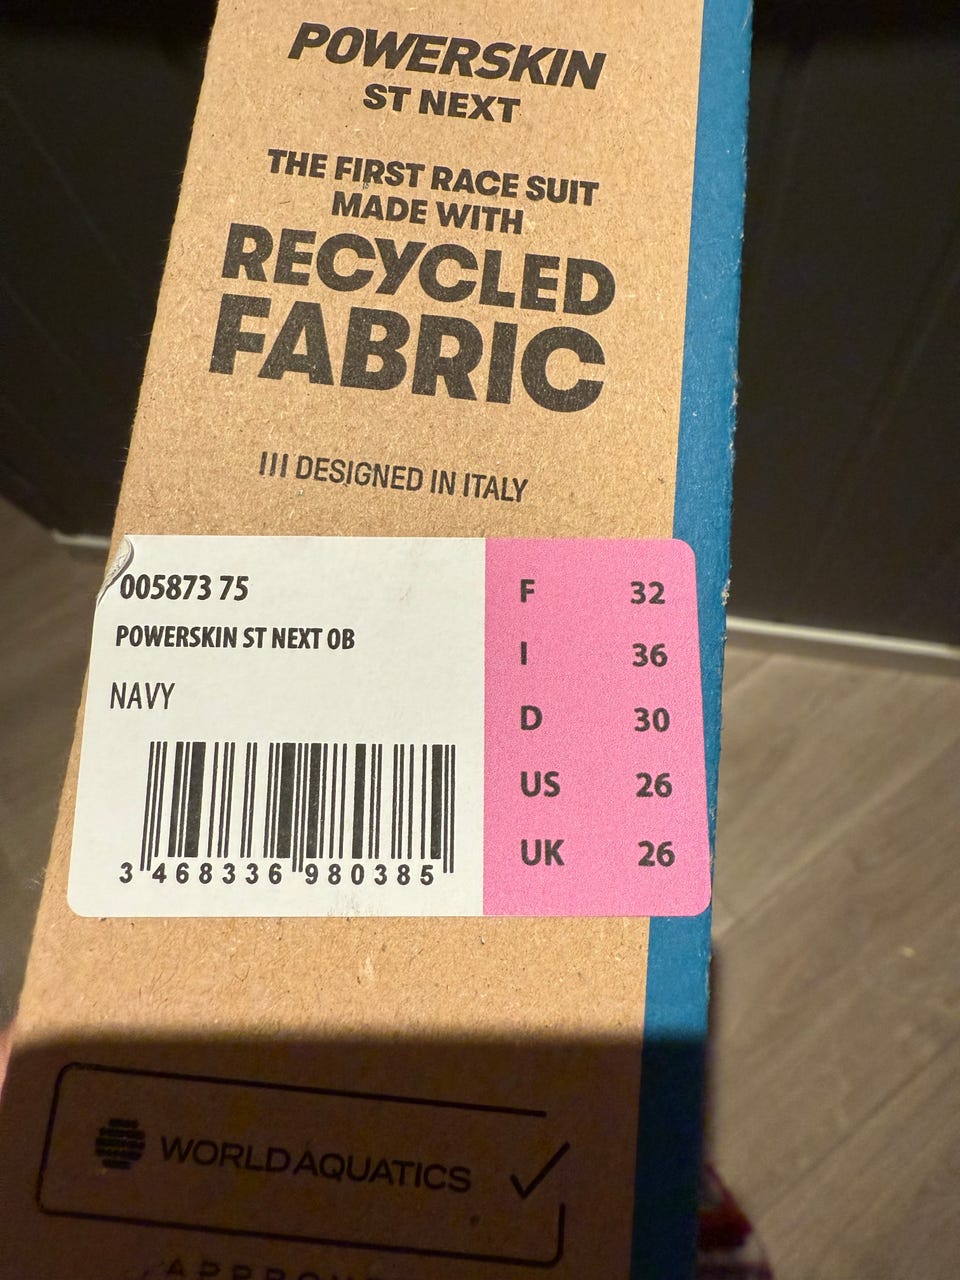 POWERSKIN
ST NEXT
THE FIRST RACE SUIT
MADE WITH
RECYCLED
FABRIC
DESIGNED IN ITALY
005873 75
POWERSKIN ST NEXT OB
NAVY
3 468336 980385
F 32
I 36
D 30
US 26
UK 26
WORLD AQUATICS